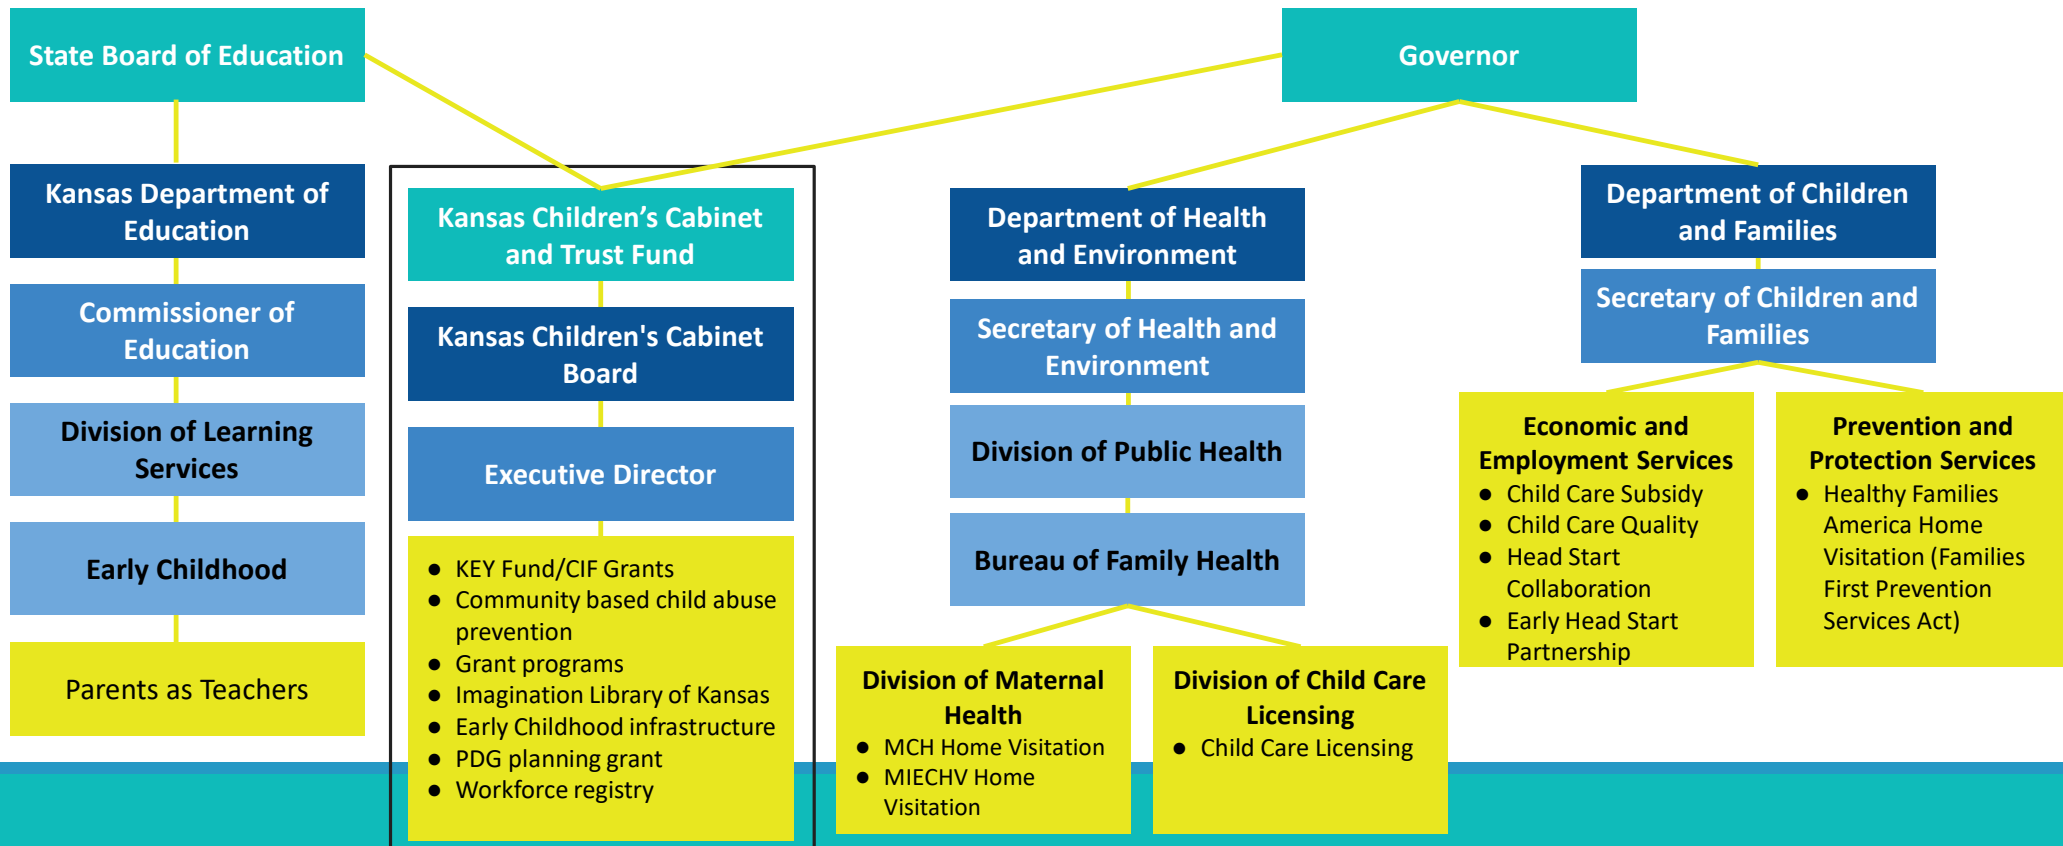 State Board of Education
Governor
Kansas Department of
Education
Commissioner of
Education
Division of Learning
Services
Early Childhood
Parents as Teachers
Kansas Children’s Cabinet
and Trust Fund
Kansas Children's Cabinet
Board
Executive Director
● KEY Fund/CIF Grants
● Community based child abuse
prevention
● Grant programs
● Imagination Library of Kansas
● Early Childhood infrastructure
● PDG planning grant
● Workforce registry
Department of Health
and Environment
Secretary of Health and
Environment
Division of Public Health
Bureau of Family Health
Division of Maternal
Health
● MCH Home Visitation
● MIECHV Home
Visitation
Division of Child Care
Licensing
● Child Care Licensing
Department of Children
and Families
Secretary of Children and
Families
Economic and
Employment Services
● Child Care Subsidy
● Child Care Quality
● Head Start
Collaboration
● Early Head Start
Partnership
Prevention and
Protection Services
● Healthy Families
America Home
Visitation (Families
First Prevention
Services Act)